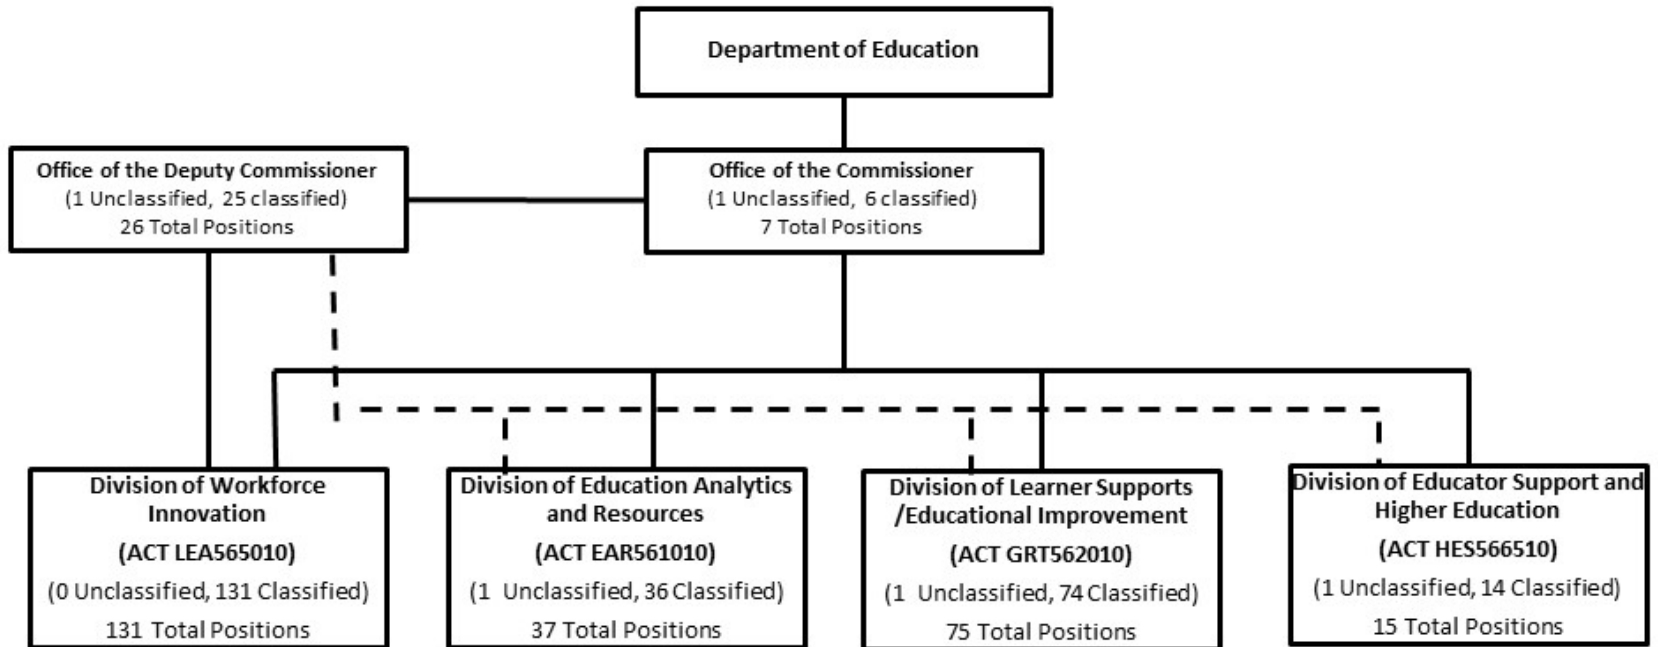 Department of Education
Office of the Deputy Commissioner
(1 Unclassified, 25 classified)
26 Total Positions
Office of the Commissioner
(1 Unclassified, 6 classified)
7 Total Positions
Division of Workforce
Innovation
(ACT LEA565010)
(0 Unclassified, 131 Classified)
131 Total Positions
Division of Education Analytics
and Resources
(ACT EAR561010)
(1 Unclassified, 36 Classified)
37 Total Positions
Division of Learner Supports
/Educational Improvement
(ACT GRT562010)
(1 Unclassified, 74 Classified)
75 Total Positions
Division of Educator Support and
Higher Education
(ACT HES566510)
(1 Unclassified, 14 Classified)
15 Total Positions